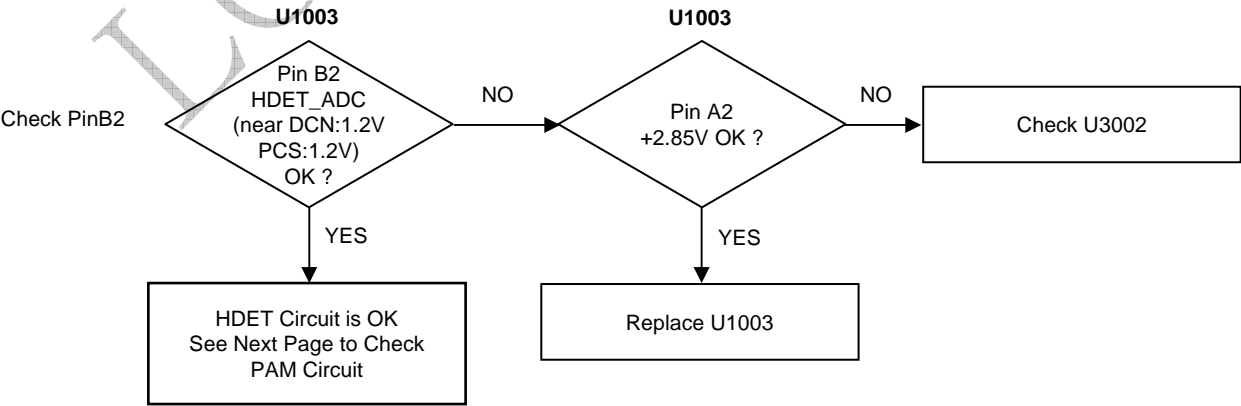 U1003
U1003
Check PinB2
Pin B2
HDET_ADC
(near DCN:1.2V
PCS:1.2V)
OK ?
NO
Pin A2
+2.85V OK ?
NO
Check U3002
YES
YES
HDET Circuit is OK
See Next Page to Check
PAM Circuit
Replace U1003